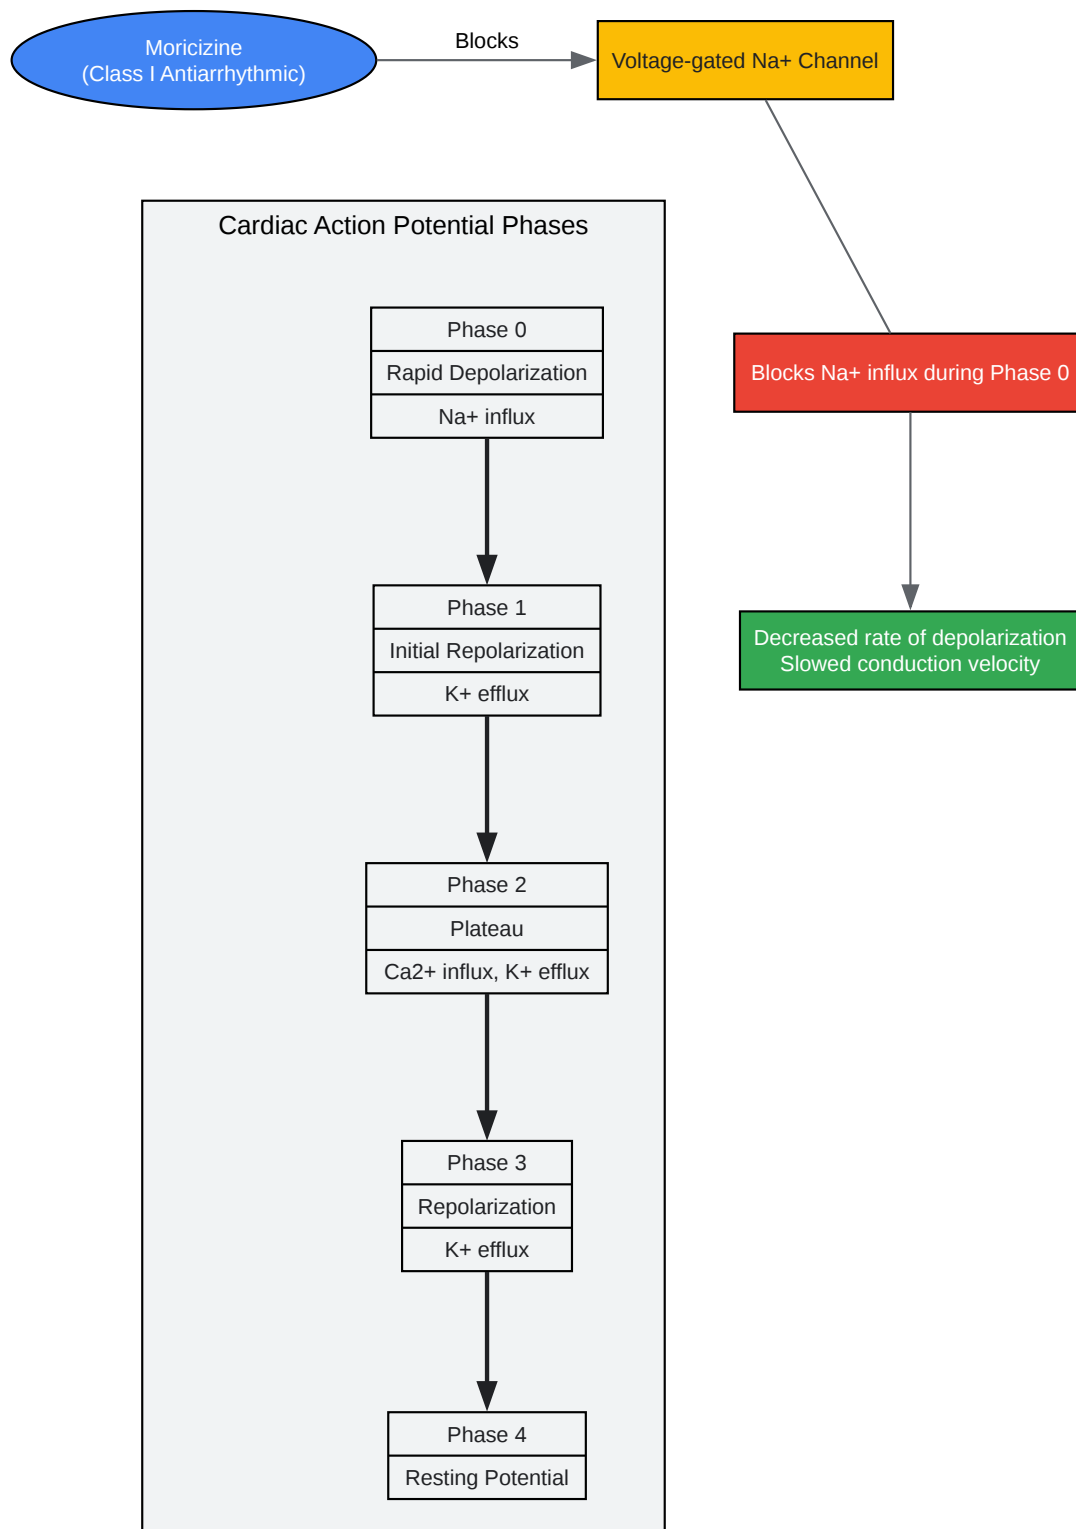 Moricizine
(Class I Antiarrhythmic)
Blocks
Voltage-gated Na+ Channel
Cardiac Action Potential Phases
Phase 0
Rapid Depolarization
Na+ influx
Blocks Na+ influx during Phase 0
Phase 1
Initial Repolarization
K+ efflux
Decreased rate of depolarization
Slowed conduction velocity
Phase 2
Plateau
Ca2+ influx, K+ efflux
Phase 3
Repolarization
K+ efflux
Phase 4
Resting Potential